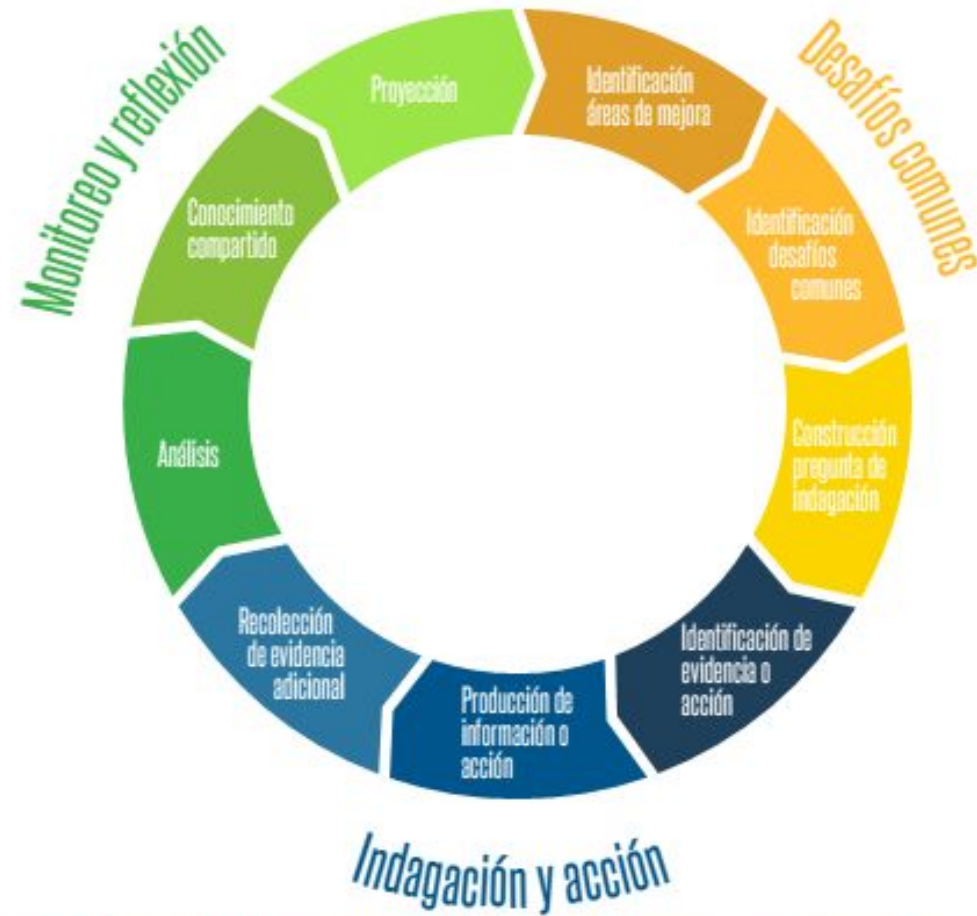 Monitoreo y reflexión
Desafíos comunes
Proyección
Identificación
áreas de mejora
Conocimiento
compartido
Identificación
desafíos
comunes
Análisis
Construcción
pregunta de
indagación
Recolección
de evidencia
adicional
Producción de
información o
acción
Identificación de
evidencia o
acción
Indagación y acción